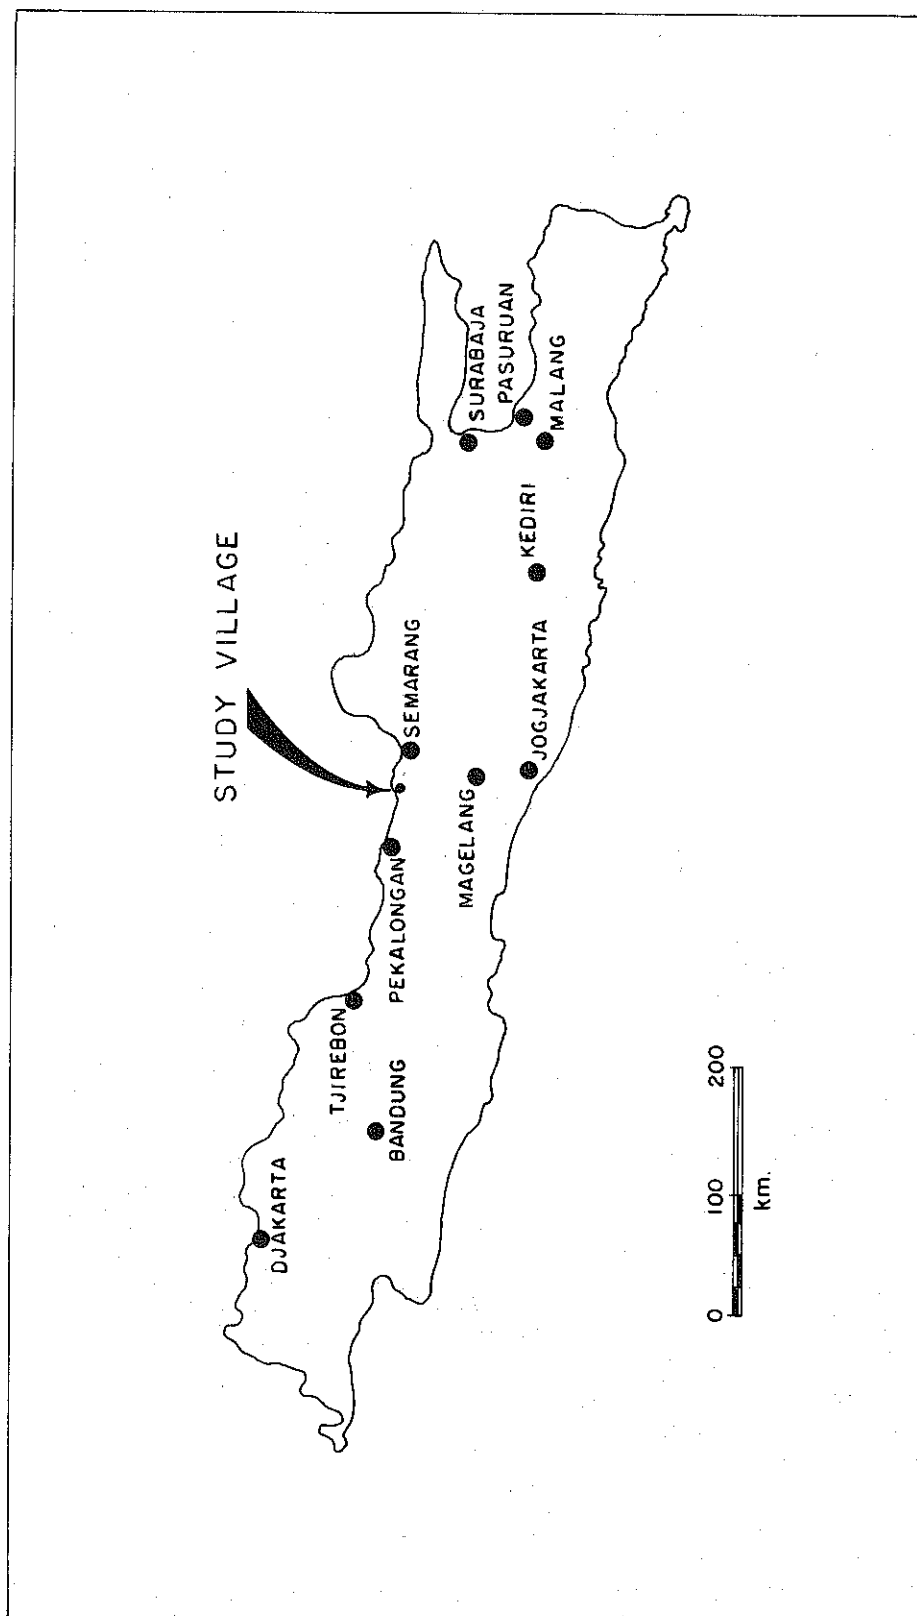 STUDY VILLAGE
DJAKARTA
BANDUNG
TJIREBON
PEKALONGAN
SEMARANG
MAGELANG
JOGJAKARTA
KEDIRI
SURABAJA
PASURUAN
MALANG
0 100 200
km.